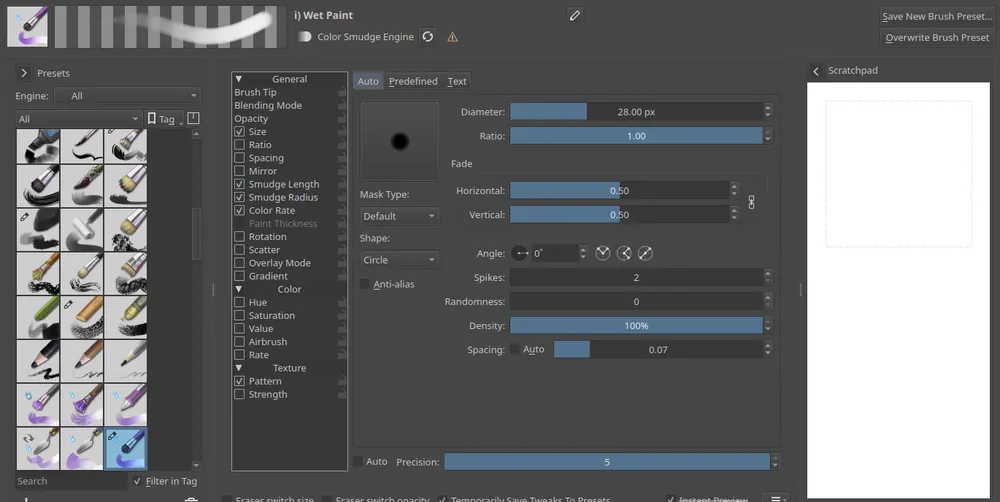 i) Wet Paint
Color Smudge Engine
Save New Brush Preset...
Overwrite Brush Preset
Presets
Engine: All
All
Tag
Search
Filter in Tag
General
Brush Tip
Blending Mode
Opacity
Size
Ratio
Spacing
Mirror
Smudge Length
Smudge Radius
Color Rate
Paint Thickness
Rotation
Scatter
Overlay Mode
Gradient
Color
Hue
Saturation
Value
Airbrush
Rate
Texture
Pattern
Strength
Auto Predefined Text
Mask Type:
Default
Shape:
Circle
Anti-alias
Diameter: 28.00 px
Ratio: 1.00
Fade
Horizontal: 0.50
Vertical: 0.50
Angle: 0°
Spikes: 2
Randomness: 0
Density: 100%
Spacing: Auto 0.07
Auto Precision: 5
Eraser switch size Eraser switch opacity Temporarily Save Tweaks To Presets Instant Preview
Scratchpad